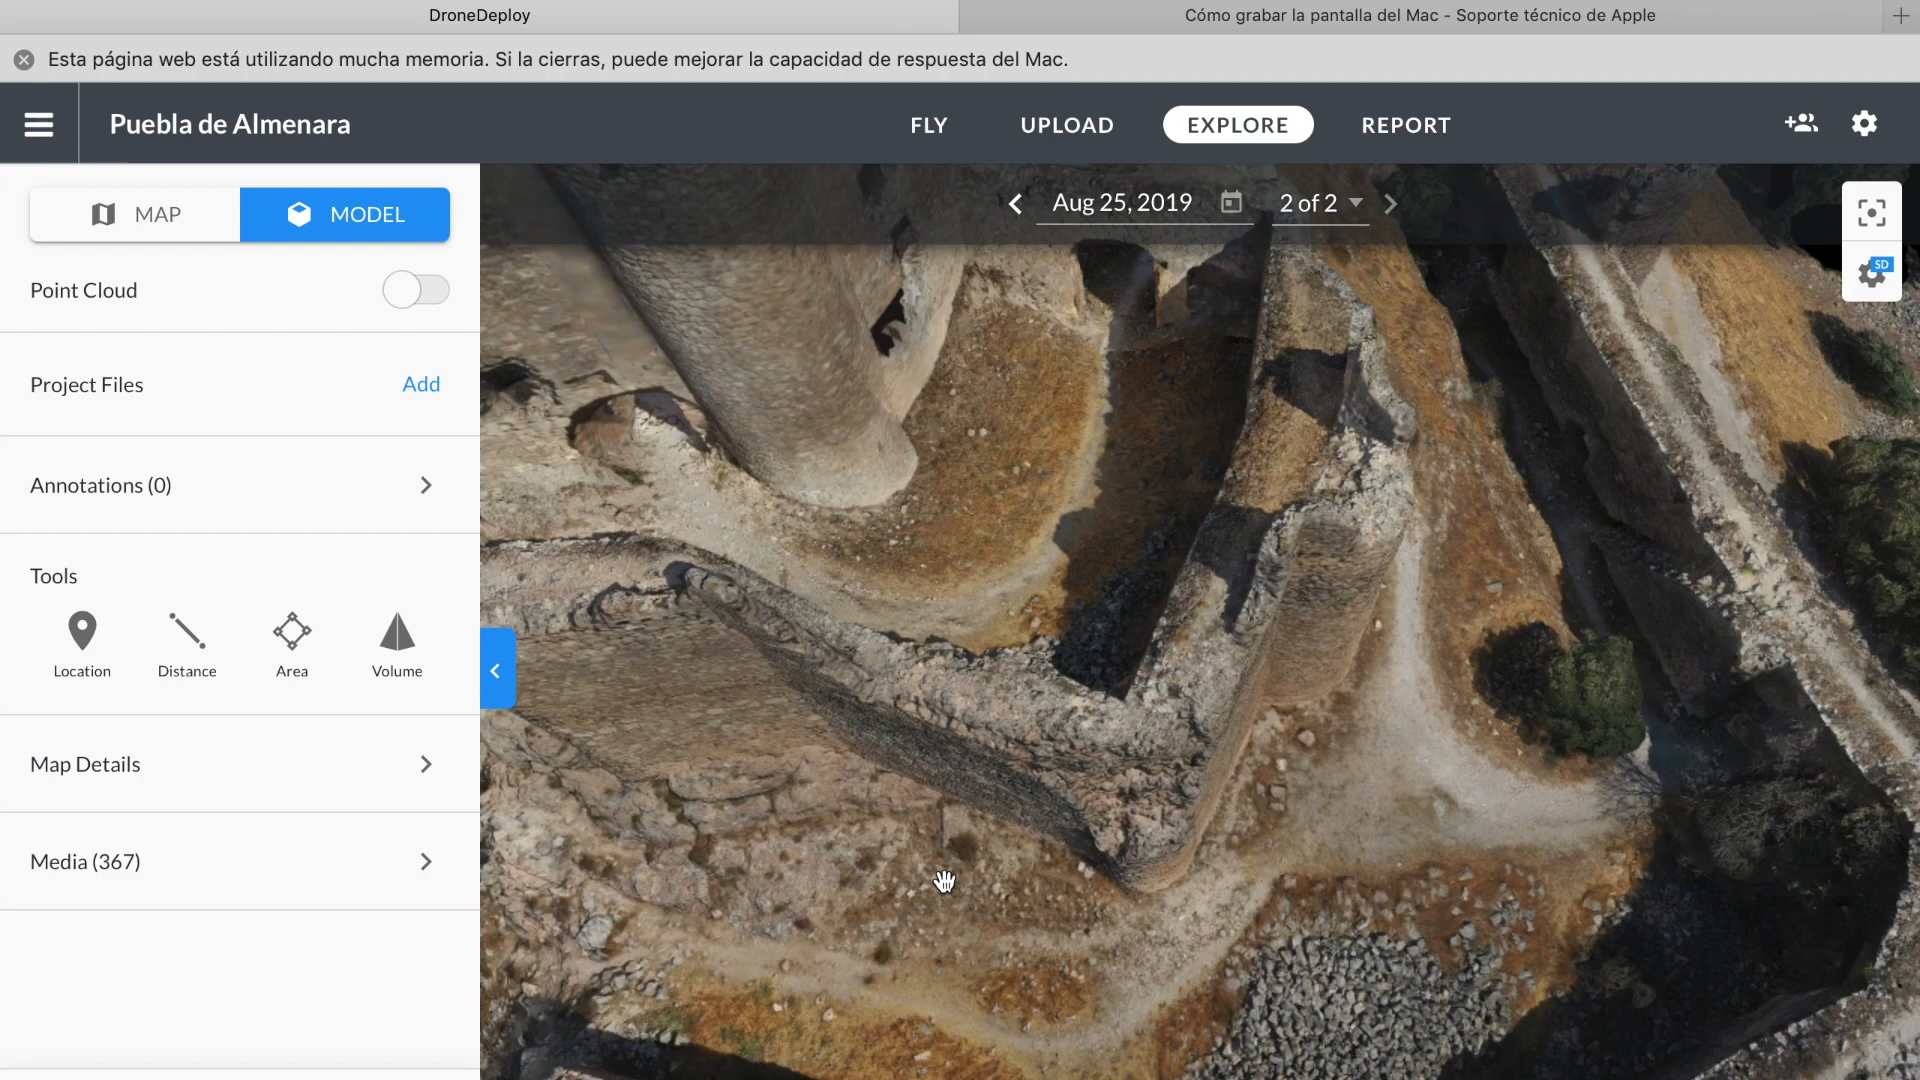 DroneDeploy
Cómo grabar la pantalla del Mac - Soporte técnico de Apple
Esta página web está utilizando mucha memoria. Si la cierras, puede mejorar la capacidad de respuesta del Mac.
Puebla de Almenara
FLY
UPLOAD
EXPLORE
REPORT
MAP
MODEL
Aug 25, 2019
2 of 2
SD
Point Cloud
Project Files
Add
Annotations (0)
Tools
Location
Distance
Area
Volume
Map Details
Media (367)